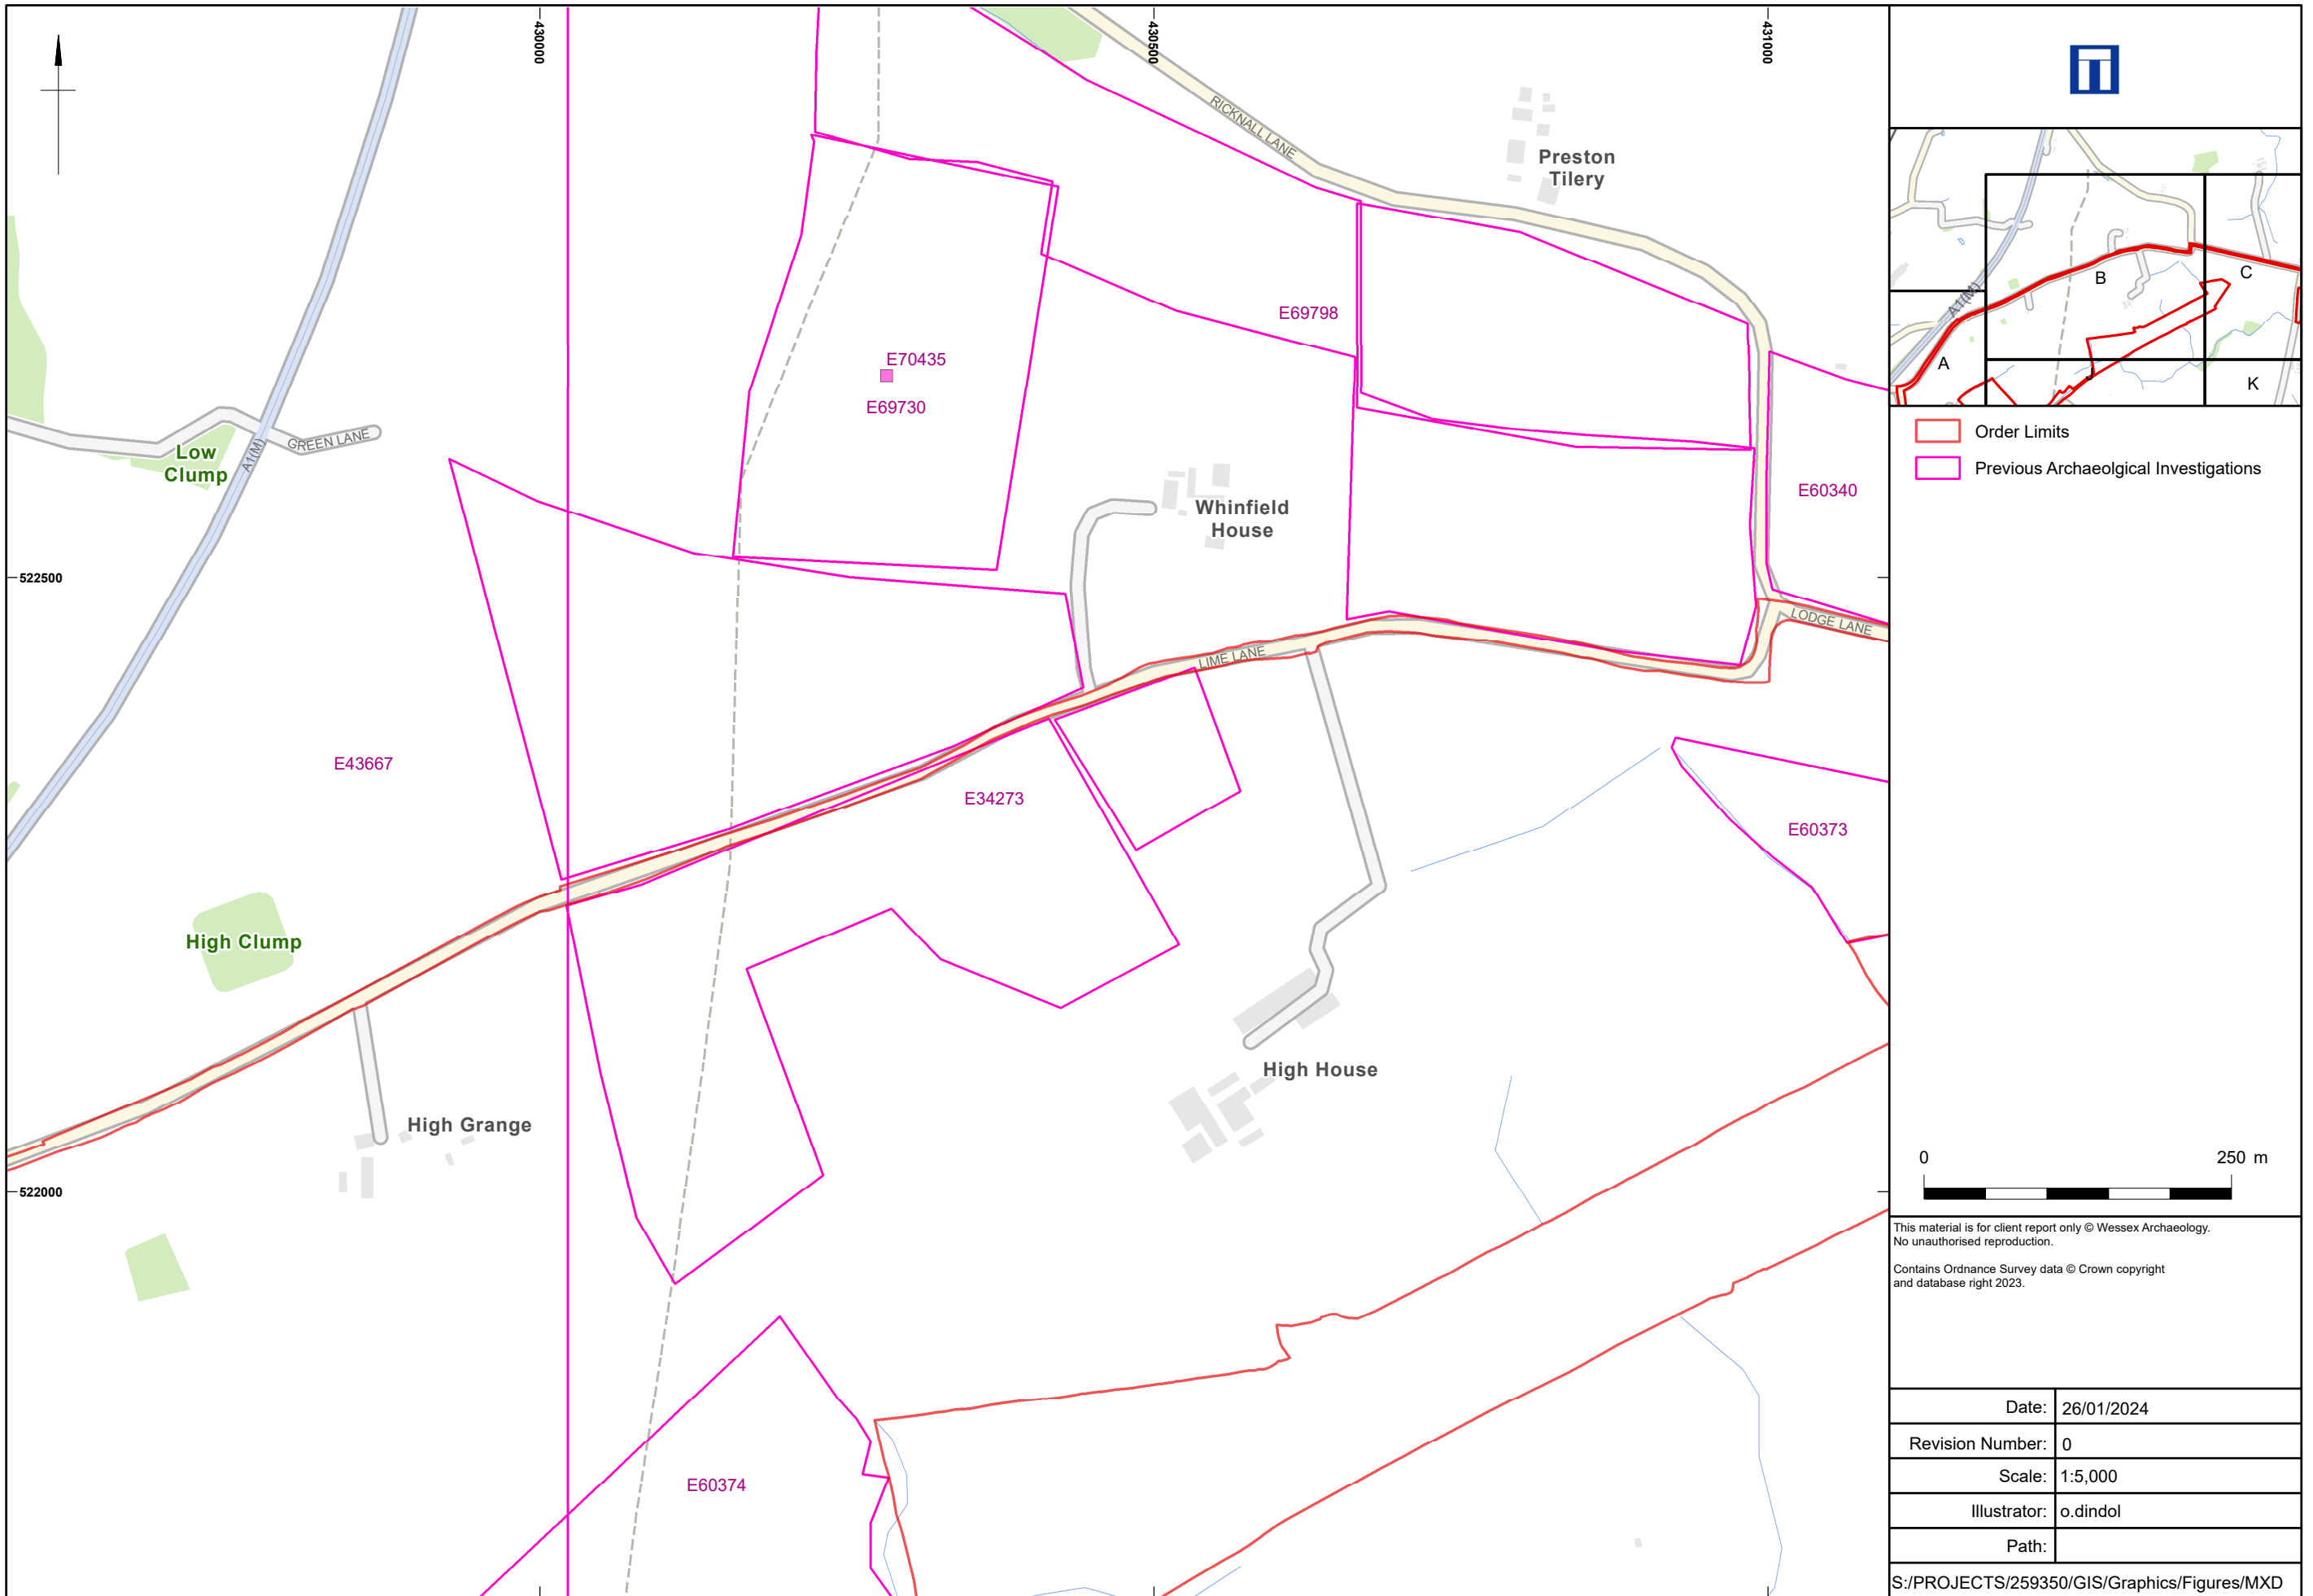 430000
430500
431000
RICKNALL LANE
Preston
Tilery
E69798
E70435
E69730
GREEN LANE
A1(M)
Low
Clump
E60340
Whinfield
House
522500
LODGE LANE
LIME LANE
E43667
E34273
E60373
High Clump
High House
High Grange
522000
E60374
A1(M)
A
B
C
J
K
Order Limits
Previous Archaeolgical Investigations
0 250 m
This material is for client report only © Wessex Archaeology.
No unauthorised reproduction.
Contains Ordnance Survey data © Crown copyright
and database right 2023.
Date: 26/01/2024
Revision Number: 0
Scale: 1:5,000
Illustrator: o.dindol
Path:
S:/PROJECTS/259350/GIS/Graphics/Figures/MXD